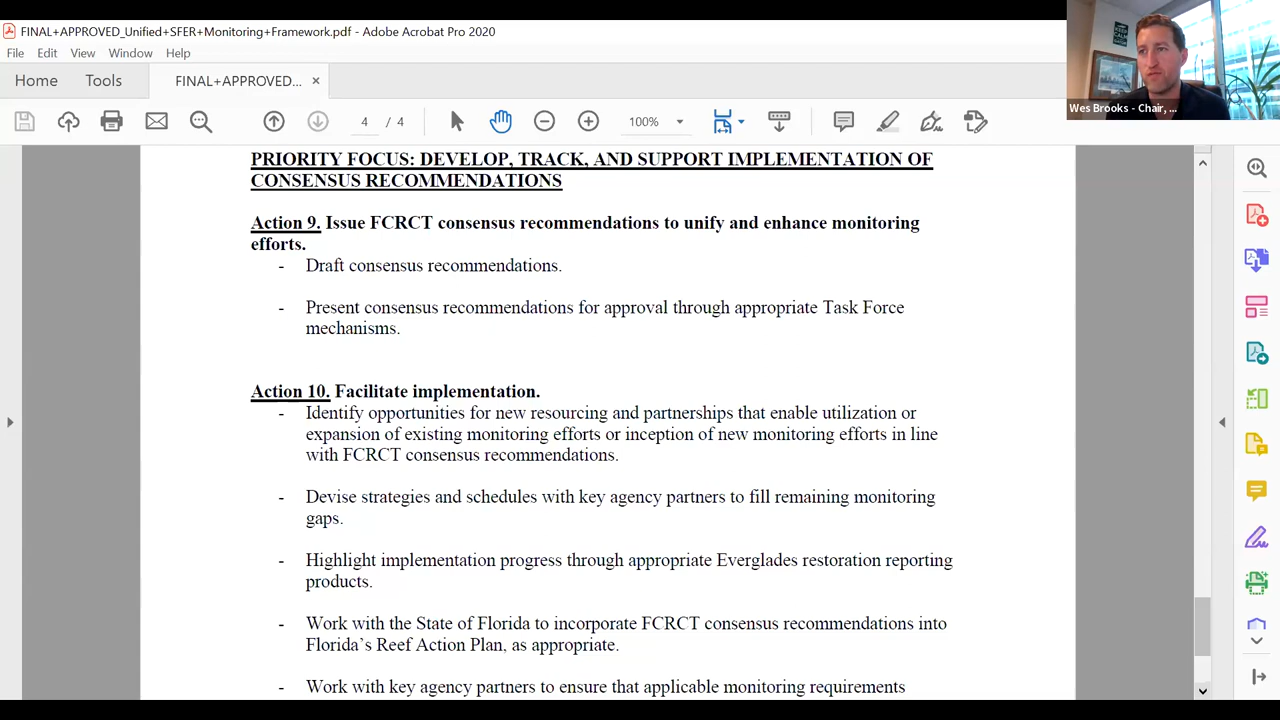 FINAL+APPROVED_Unified+SFER+Monitoring+Framework.pdf - Adobe Acrobat Pro 2020
File Edit View Window Help
Home Tools FINAL+APPROVED... ×
4 / 4 100%
Wes Brooks - Chair, ...
PRIORITY FOCUS: DEVELOP, TRACK, AND SUPPORT IMPLEMENTATION OF
CONSENSUS RECOMMENDATIONS
Action 9. Issue FCRCT consensus recommendations to unify and enhance monitoring
efforts.
- Draft consensus recommendations.
- Present consensus recommendations for approval through appropriate Task Force
mechanisms.
Action 10. Facilitate implementation.
- Identify opportunities for new resourcing and partnerships that enable utilization or
expansion of existing monitoring efforts or inception of new monitoring efforts in line
with FCRCT consensus recommendations.
- Devise strategies and schedules with key agency partners to fill remaining monitoring
gaps.
- Highlight implementation progress through appropriate Everglades restoration reporting
products.
- Work with the State of Florida to incorporate FCRCT consensus recommendations into
Florida's Reef Action Plan, as appropriate.
- Work with key agency partners to ensure that applicable monitoring requirements